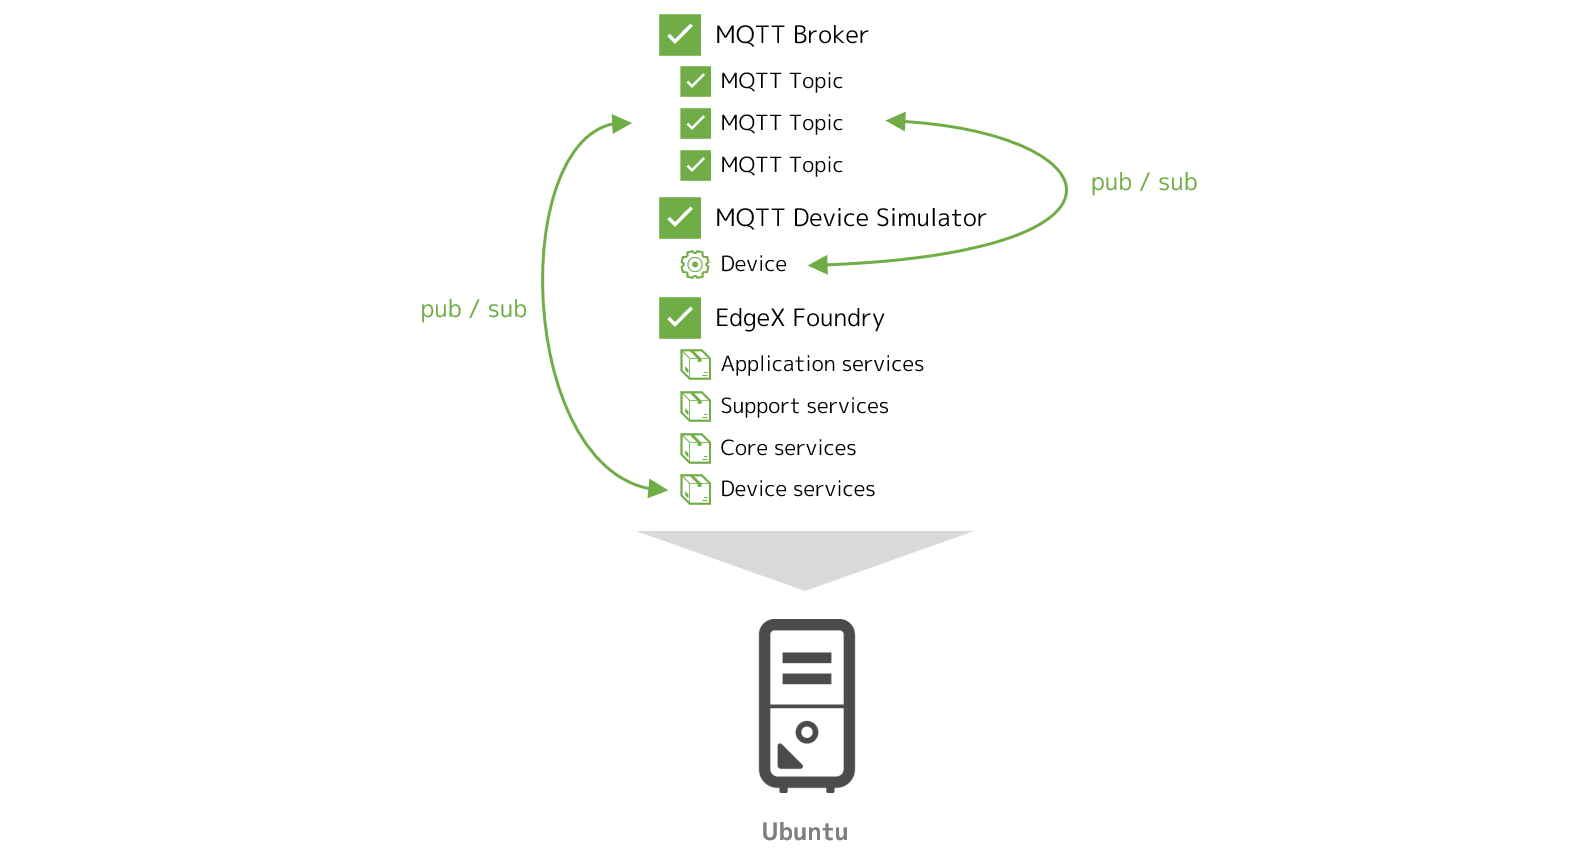 MQTT Broker
MQTT Topic
MQTT Topic
MQTT Topic
pub / sub
MQTT Device Simulator
Device
pub / sub
EdgeX Foundry
Application services
Support services
Core services
Device services
Ubuntu